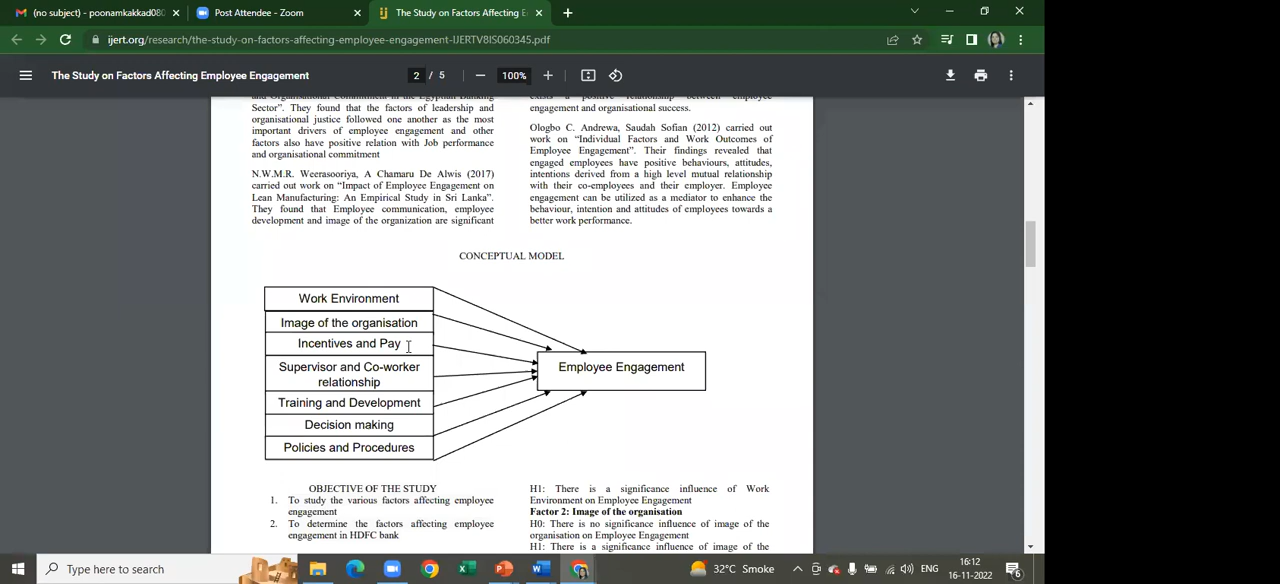 (no subject) - poonamkakkad080
Post Attendee - Zoom
The Study on Factors Affecting E
ijert.org/research/the-study-on-factors-affecting-employee-engagement-IJERTV8IS060345.pdf
The Study on Factors Affecting Employee Engagement
2 / 5
100%
and Organisational Commitment in the Egyptian Banking
Sector”. They found that the factors of leadership and
organisational justice followed one another as the most
important drivers of employee engagement and other
factors also have positive relation with Job performance
and organisational commitment
N.W.M.R. Weerasooriya, A Chamaru De Alwis (2017)
carried out work on “Impact of Employee Engagement on
Lean Manufacturing: An Empirical Study in Sri Lanka”.
They found that Employee communication, employee
development and image of the organization are significant
exists a positive relationship between employee
engagement and organisational success.
Ologbo C. Andrewa, Saudah Sofian (2012) carried out
work on “Individual Factors and Work Outcomes of
Employee Engagement”. Their findings revealed that
engaged employees have positive behaviours, attitudes,
intentions derived from a high level mutual relationship
with their co-employees and their employer. Employee
engagement can be utilized as a mediator to enhance the
behaviour, intention and attitudes of employees towards a
better work performance.
CONCEPTUAL MODEL
Work Environment
Image of the organisation
Incentives and Pay
Supervisor and Co-worker
relationship
Training and Development
Decision making
Policies and Procedures
Employee Engagement
OBJECTIVE OF THE STUDY
1. To study the various factors affecting employee
engagement
2. To determine the factors affecting employee
engagement in HDFC bank
H1: There is a significance influence of Work
Environment on Employee Engagement
Factor 2: Image of the organisation
H0: There is no significance influence of image of the
organisation on Employee Engagement
H1: There is a significance influence of image of the
Type here to search
32°C Smoke
ENG
16:12
16-11-2022
6